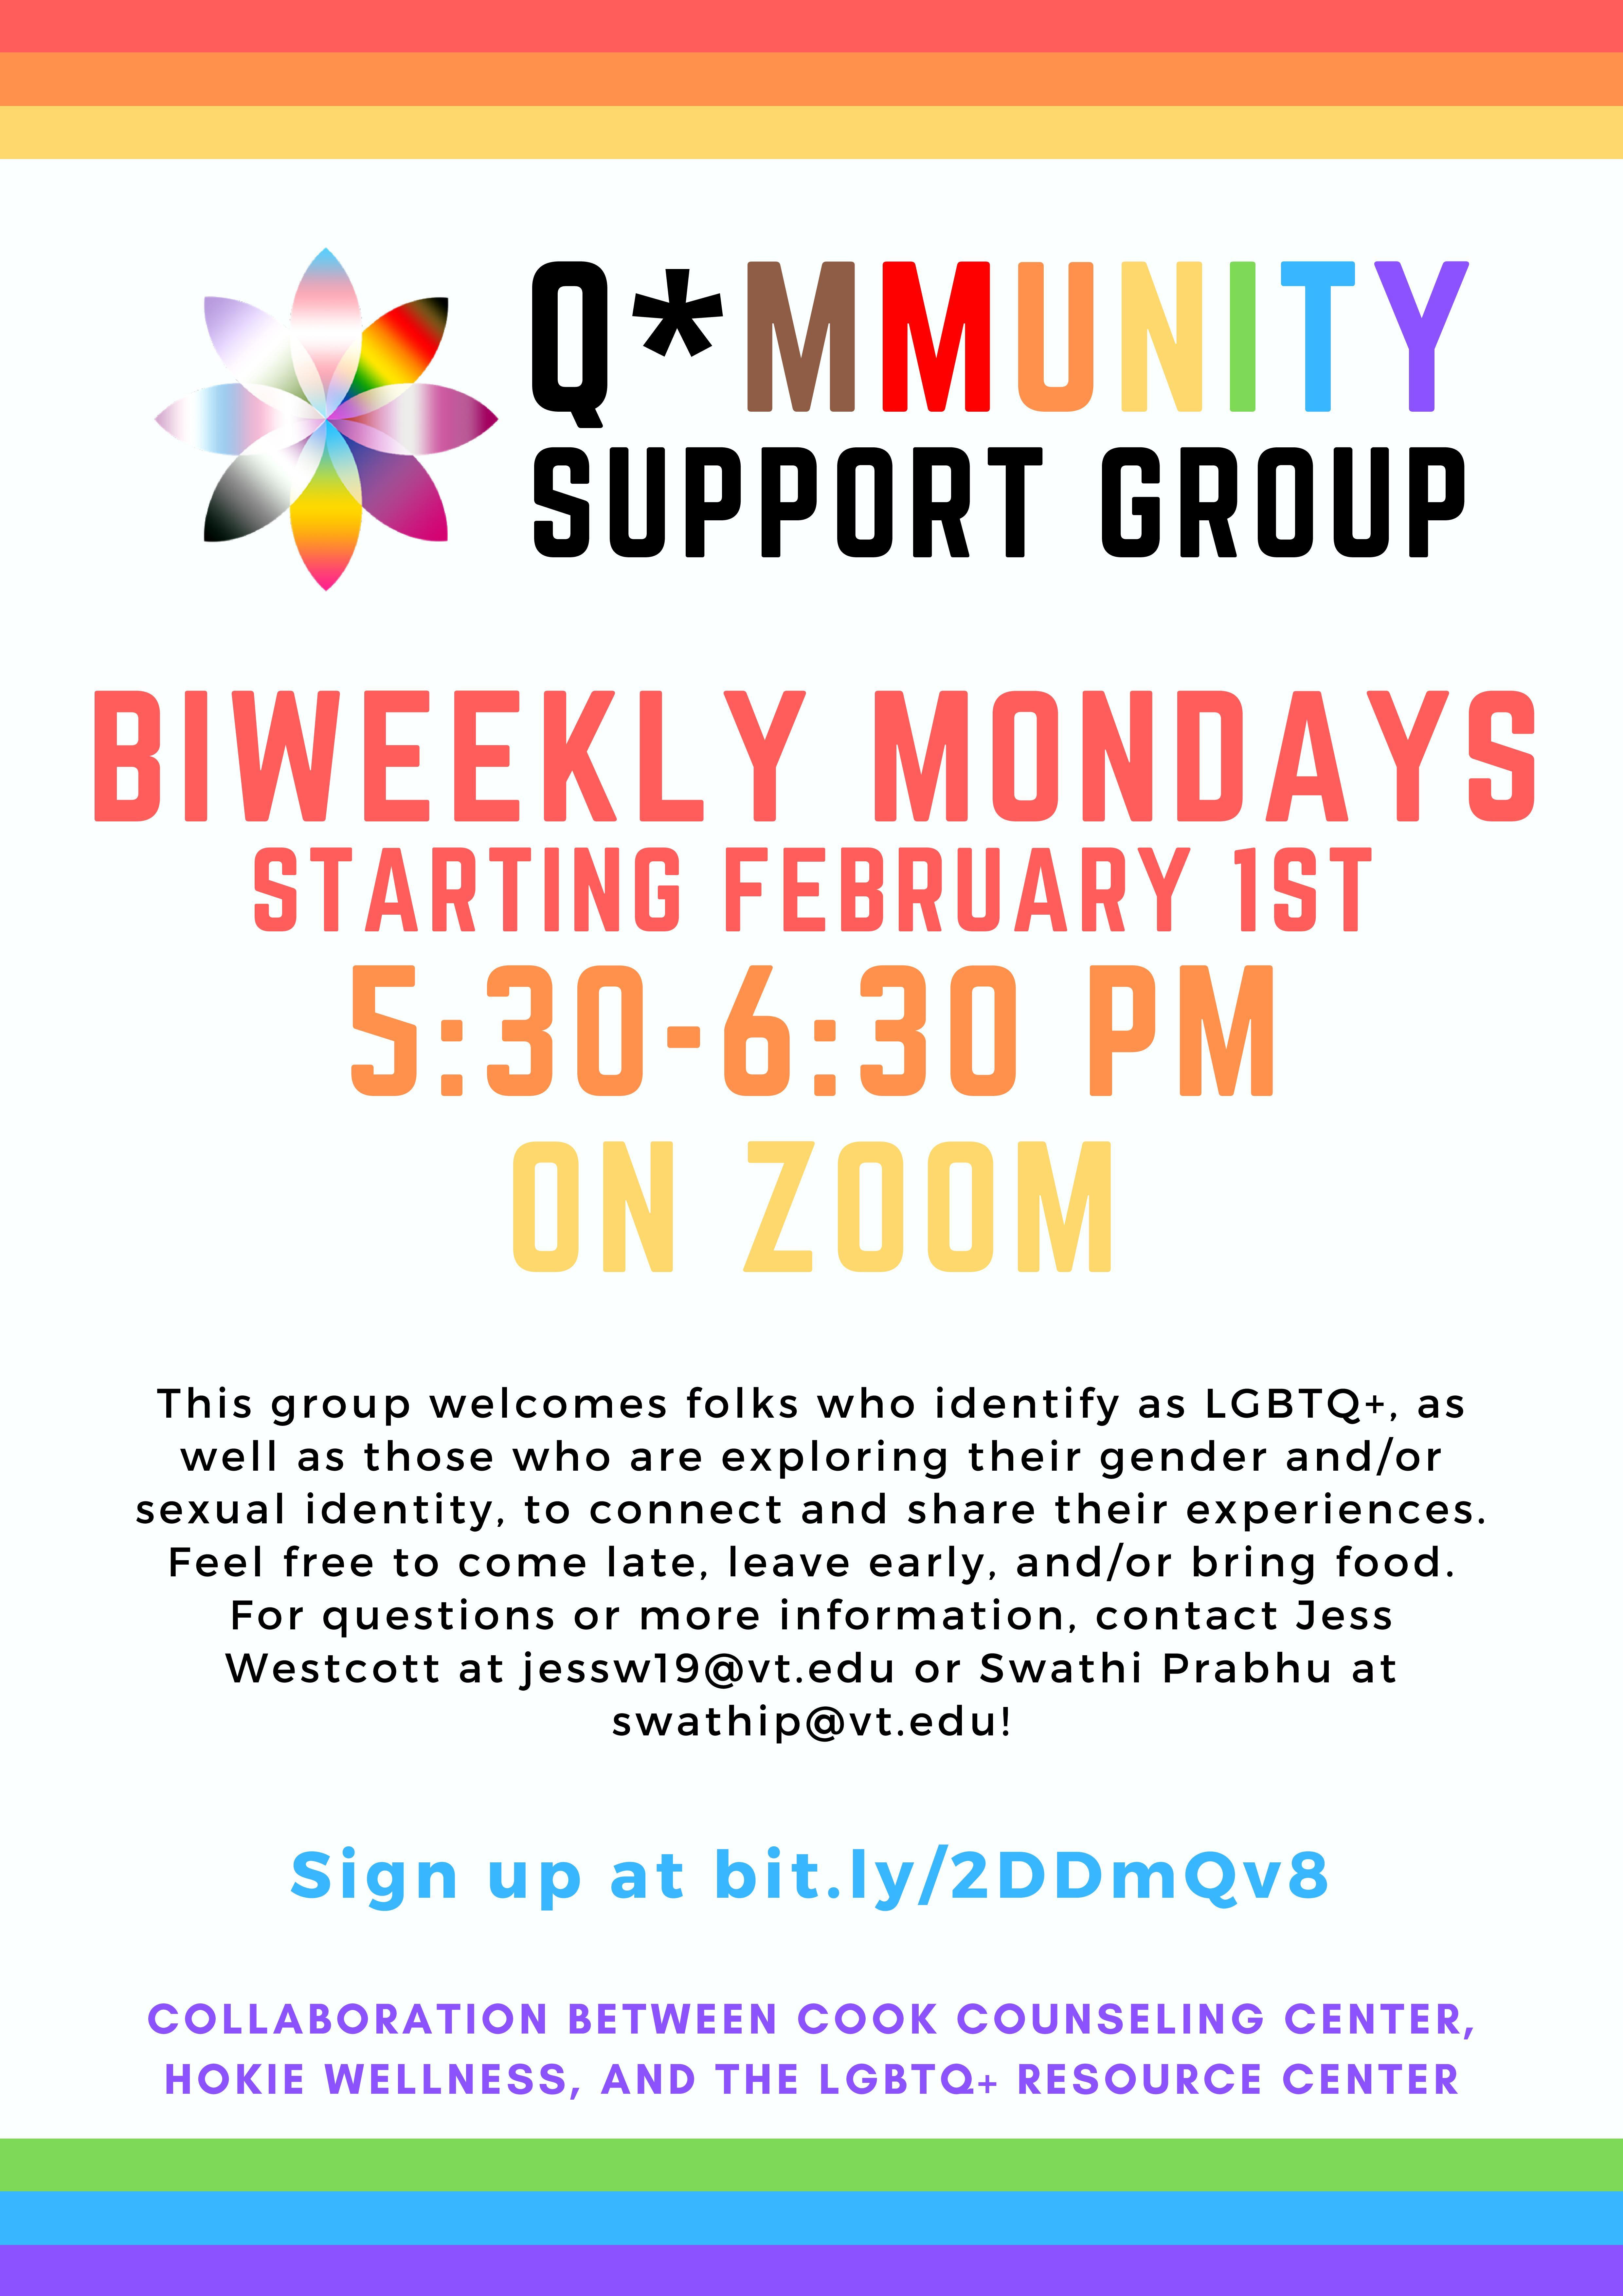 Q*MMUNITY
SUPPORT GROUP
BIWEEKLY MONDAYS
STARTING FEBRUARY 1ST
5:30-6:30 PM
ON ZOOM
This group welcomes folks who identify as LGBTQ+, as
well as those who are exploring their gender and/or
sexual identity, to connect and share their experiences.
Feel free to come late, leave early, and/or bring food.
For questions or more information, contact Jess
Westcott at jessw19@vt.edu or Swathi Prabhu at
swathip@vt.edu!
Sign up at bit.ly/2DDmQv8
COLLABORATION BETWEEN COOK COUNSELING CENTER,
HOKIE WELLNESS, AND THE LGBTQ+ RESOURCE CENTER